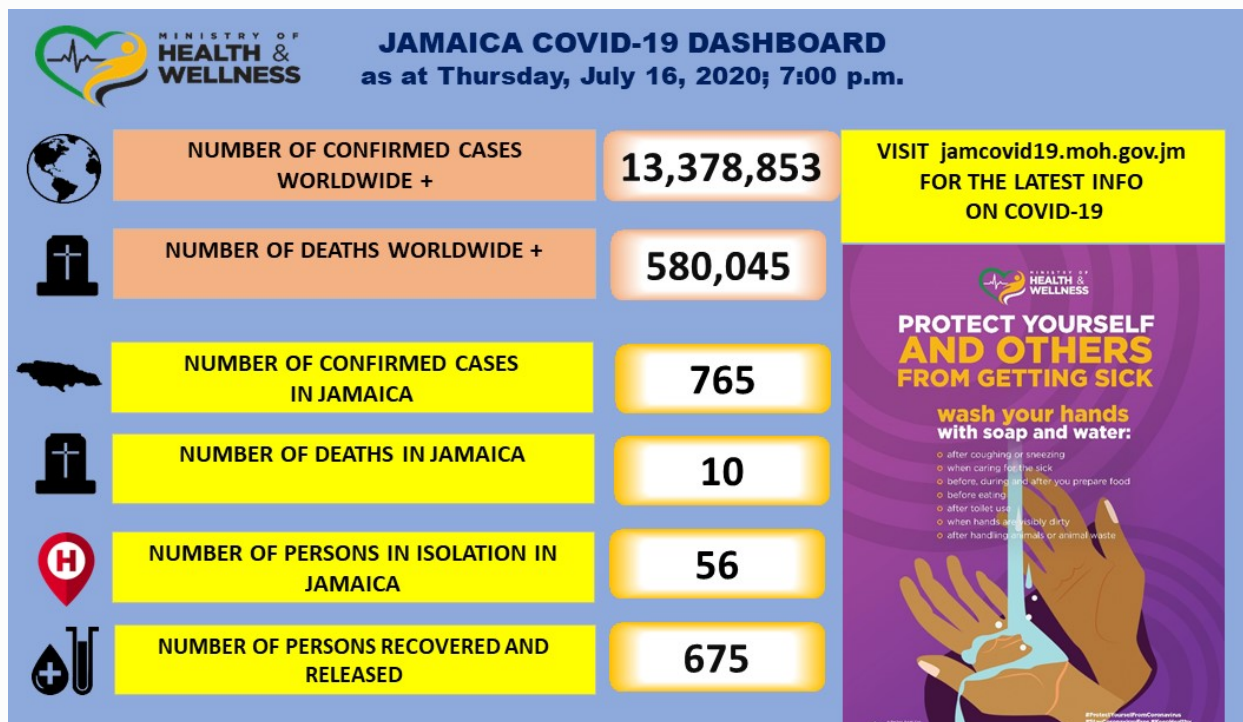 MINISTRY OF
HEALTH &
WELLNESS
JAMAICA COVID-19 DASHBOARD
as at Thursday, July 16, 2020; 7:00 p.m.
NUMBER OF CONFIRMED CASES
WORLDWIDE +
13,378,853
NUMBER OF DEATHS WORLDWIDE +
580,045
NUMBER OF CONFIRMED CASES
IN JAMAICA
765
NUMBER OF DEATHS IN JAMAICA
10
H
NUMBER OF PERSONS IN ISOLATION IN
JAMAICA
56
NUMBER OF PERSONS RECOVERED AND
RELEASED
675
VISIT jamcovid19.moh.gov.jm
FOR THE LATEST INFO
ON COVID-19
MINISTRY OF
HEALTH &
WELLNESS
PROTECT YOURSELF
AND OTHERS
FROM GETTING SICK
wash your hands
with soap and water:
after coughing or sneezing
when caring for the sick
before, during and after you prepare food
before eating
after toilet use
when hands are visibly dirty
after handling animals or animal waste
#ProtectYourselfFromCoronavirus